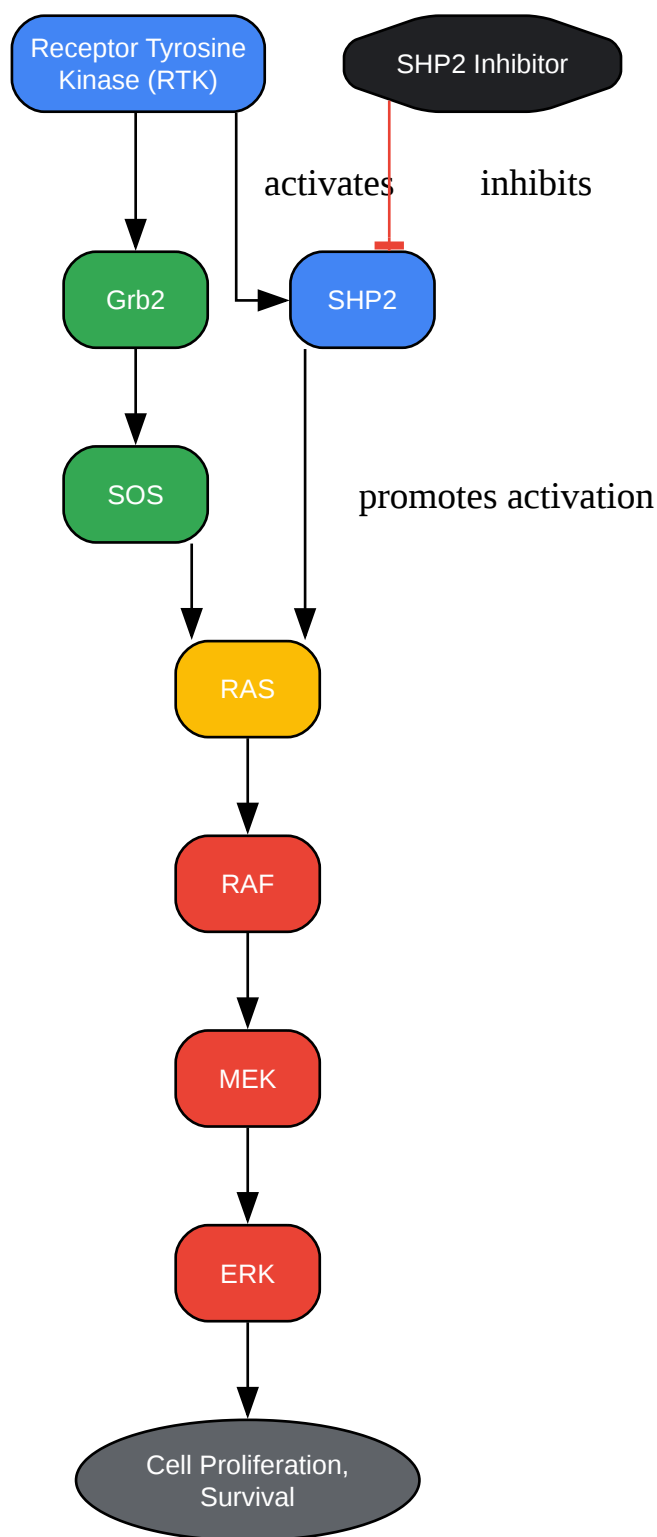 Receptor Tyrosine
Kinase (RTK)
SHP2 Inhibitor
activates
inhibits
Grb2
SHP2
SOS
promotes activation
RAS
RAF
MEK
ERK
Cell Proliferation,
Survival